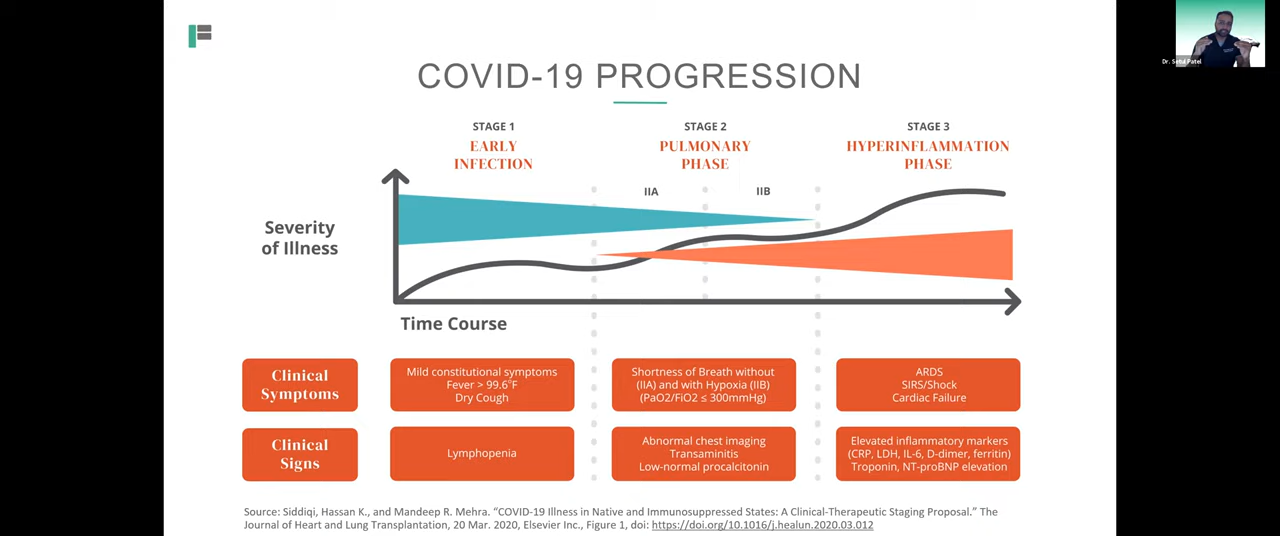 Dr. Setul Patel
COVID-19 PROGRESSION
STAGE 1
EARLY
INFECTION
STAGE 2
PULMONARY
PHASE
STAGE 3
HYPERINFLAMMATION
PHASE
IIA
IIB
Severity
of Illness
Time Course
Clinical
Symptoms
Mild constitutional symptoms
Fever > 99.6°F
Dry Cough
Shortness of Breath without
(IIA) and with Hypoxia (IIB)
(PaO2/FiO2 ≤ 300mmHg)
ARDS
SIRS/Shock
Cardiac Failure
Clinical
Signs
Lymphopenia
Abnormal chest imaging
Transaminitis
Low-normal procalcitonin
Elevated inflammatory markers
(CRP, LDH, IL-6, D-dimer, ferritin)
Troponin, NT-proBNP elevation
Source: Siddiqi, Hassan K., and Mandeep R. Mehra. “COVID-19 Illness in Native and Immunosuppressed States: A Clinical-Therapeutic Staging Proposal.” The
Journal of Heart and Lung Transplantation, 20 Mar. 2020, Elsevier Inc., Figure 1, doi: https://doi.org/10.1016/j.healun.2020.03.012